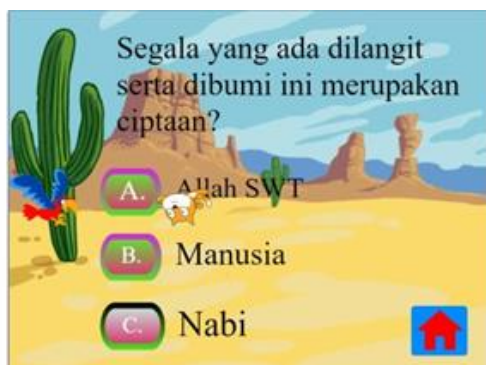 Segala yang ada dilangit
serta dibumi ini merupakan
ciptaan?
A. Allah SWT
B. Manusia
C. Nabi